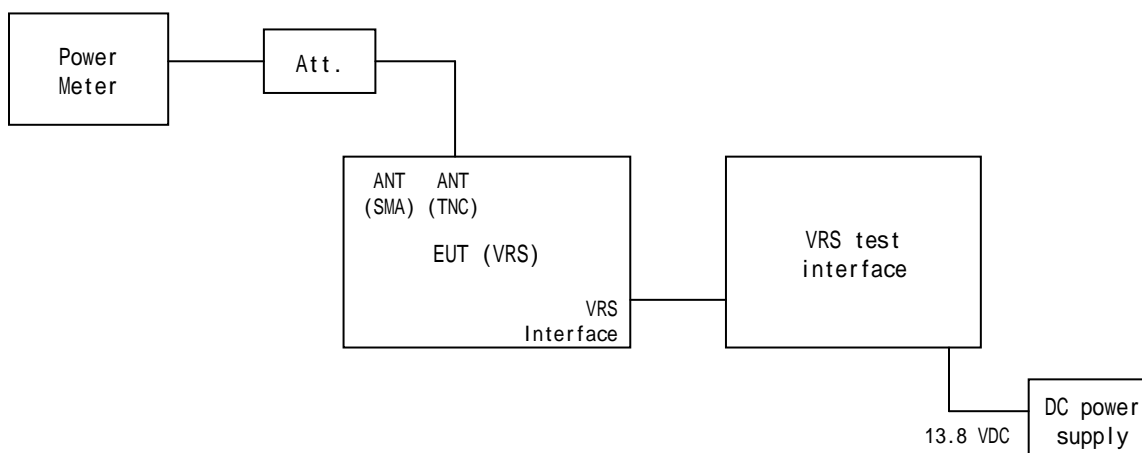 Power
Meter
Att.
ANT ANT
(SMA) (TNC)
EUT (VRS)
VRS
Interface
VRS test
interface
13.8 VDC
DC power
supply